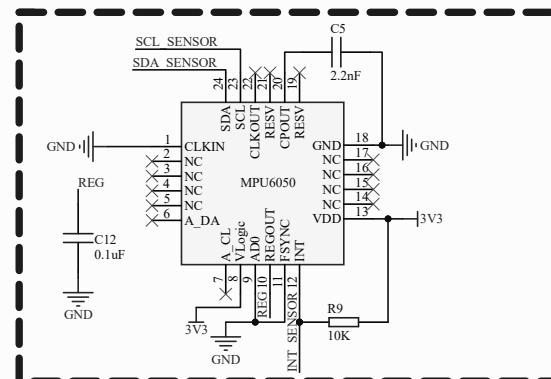 SCL_SENSOR
SDA_SENSOR
C5
2.2nF
24
23
22
21
20
19
SDA
SCL
CLKOUT
RESV
CPOUT
RESV
GND
1
CLKIN
2
NC
3
NC
4
NC
5
NC
6
A_DA
MPU6050
GND
18
GND
NC
17
NC
16
NC
15
NC
14
VDD
13
3V3
REG
C12
0.1uF
GND
A_CL
VLogic
AD0
REGOUT
FSYNC
INT
7
8
9
REG
10
11
INT_SENSOR
12
3V3
GND
R9
10K